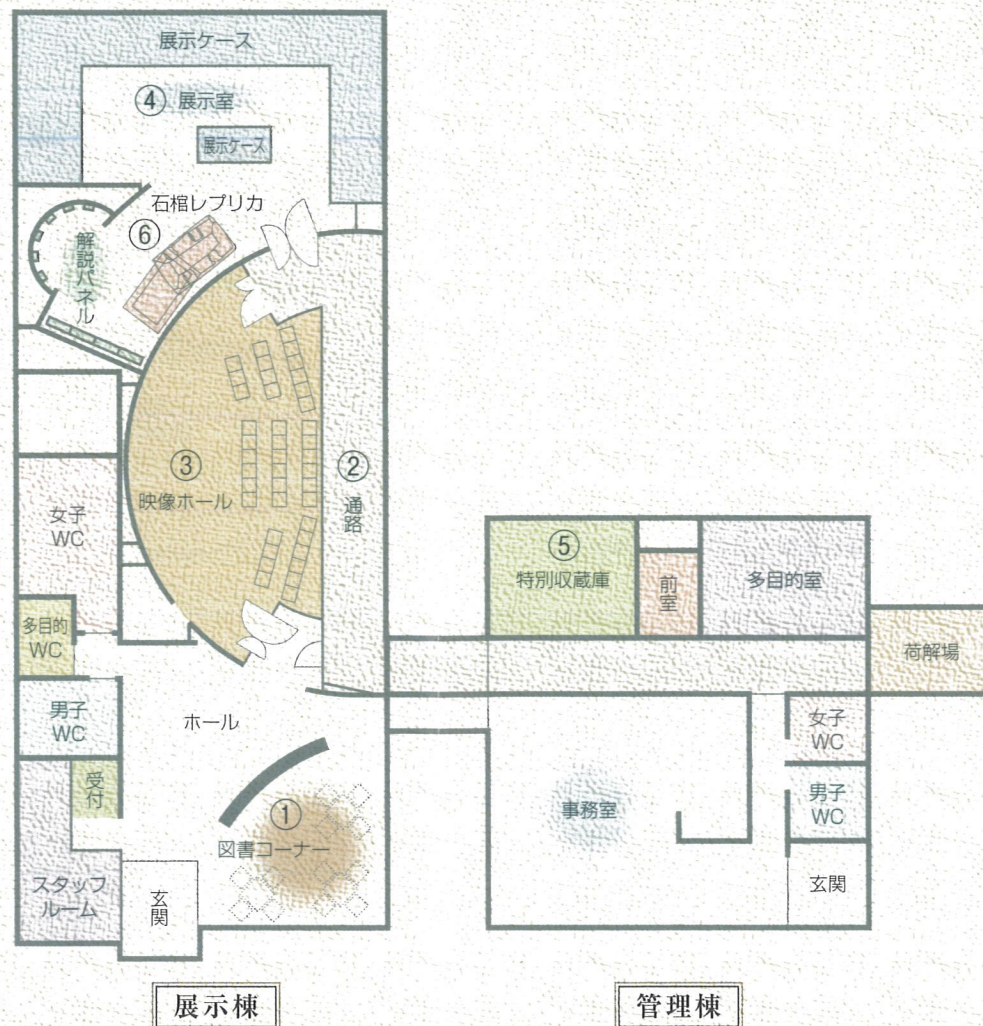 展示ケース
④ 展示室
展示ケース
石棺レプリカ
⑥
解説パネル
③
映像ホール
②
通路
女子
WC
多目的
WC
男子
WC
ホール
受付
①
図書コーナー
スタッフ
ルーム
玄関
⑤
特別収蔵庫
前室
多目的室
荷解場
女子
WC
男子
WC
事務室
玄関
展示棟
管理棟